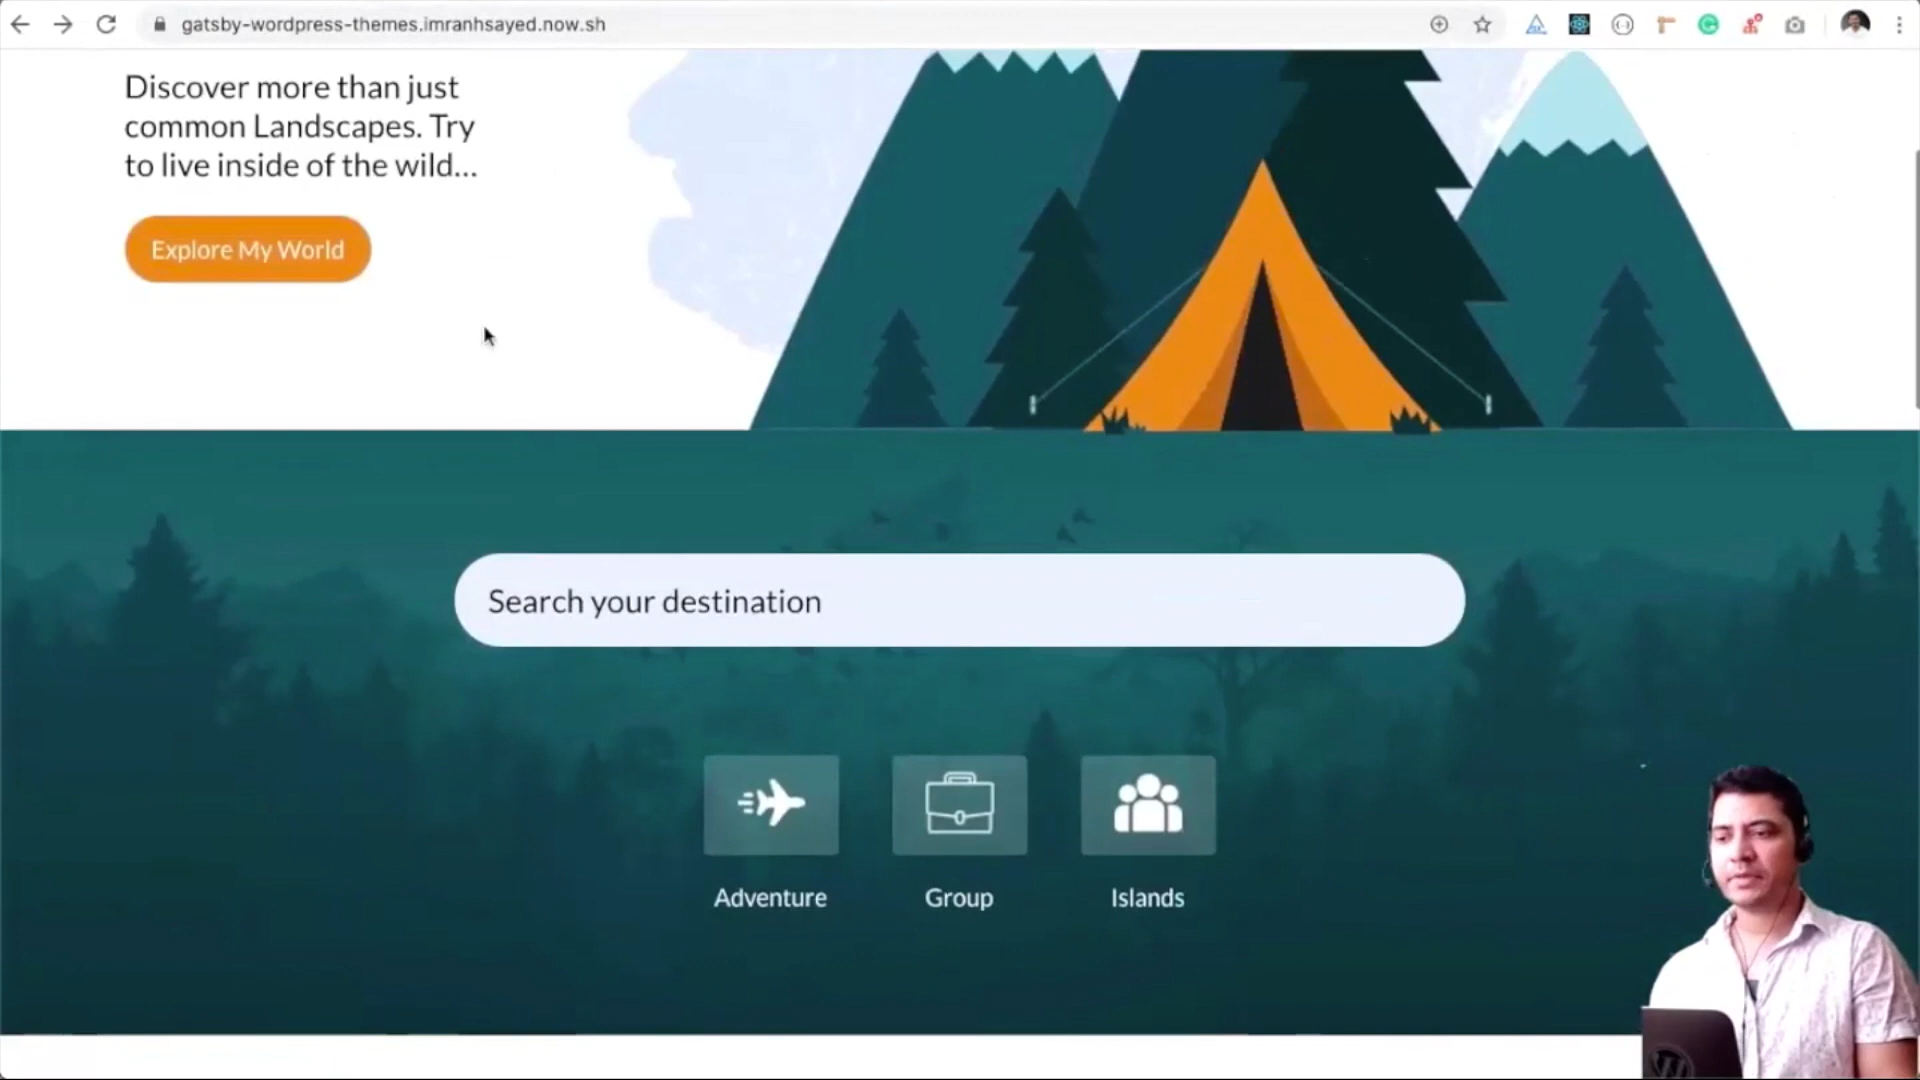 gatsby-wordpress-themes.imranhsayed.now.sh
Discover more than just
common Landscapes. Try
to live inside of the wild...
Explore My World
Search your destination
Adventure
Group
Islands